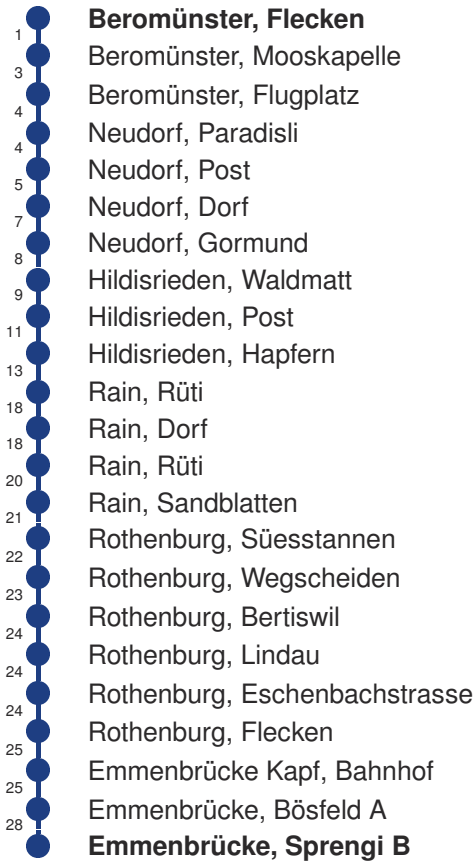 Beromünster, Flecken
1
Beromünster, Mooskapelle
3
Beromünster, Flugplatz
4
Neudorf, Paradisli
4
Neudorf, Post
5
Neudorf, Dorf
7
Neudorf, Gormund
8
Hildisrieden, Waldmatt
9
Hildisrieden, Post
11
Hildisrieden, Hapfern
13
Rain, Rüti
18
Rain, Dorf
18
Rain, Rüti
20
Rain, Sandblatten
21
Rothenburg, Süesstannen
22
Rothenburg, Wegscheiden
23
Rothenburg, Bertiswil
24
Rothenburg, Lindau
24
Rothenburg, Eschenbachstrasse
24
Rothenburg, Flecken
25
Emmenbrücke Kapf, Bahnhof
25
Emmenbrücke, Bösfeld A
28
Emmenbrücke, Sprengi B